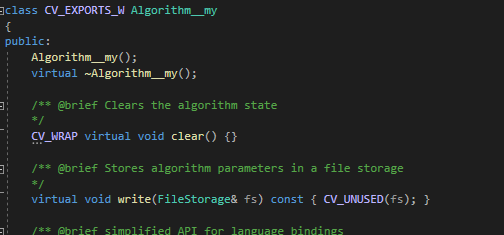 class CV_EXPORTS_W Algorithm__my
{
public:
Algorithm__my();
virtual ~Algorithm__my();
/** @brief Clears the algorithm state
*/
CV_WRAP virtual void clear() {}
/** @brief Stores algorithm parameters in a file storage
*/
virtual void write(FileStorage& fs) const { CV_UNUSED(fs); }
/** @brief simplified API for language bindings